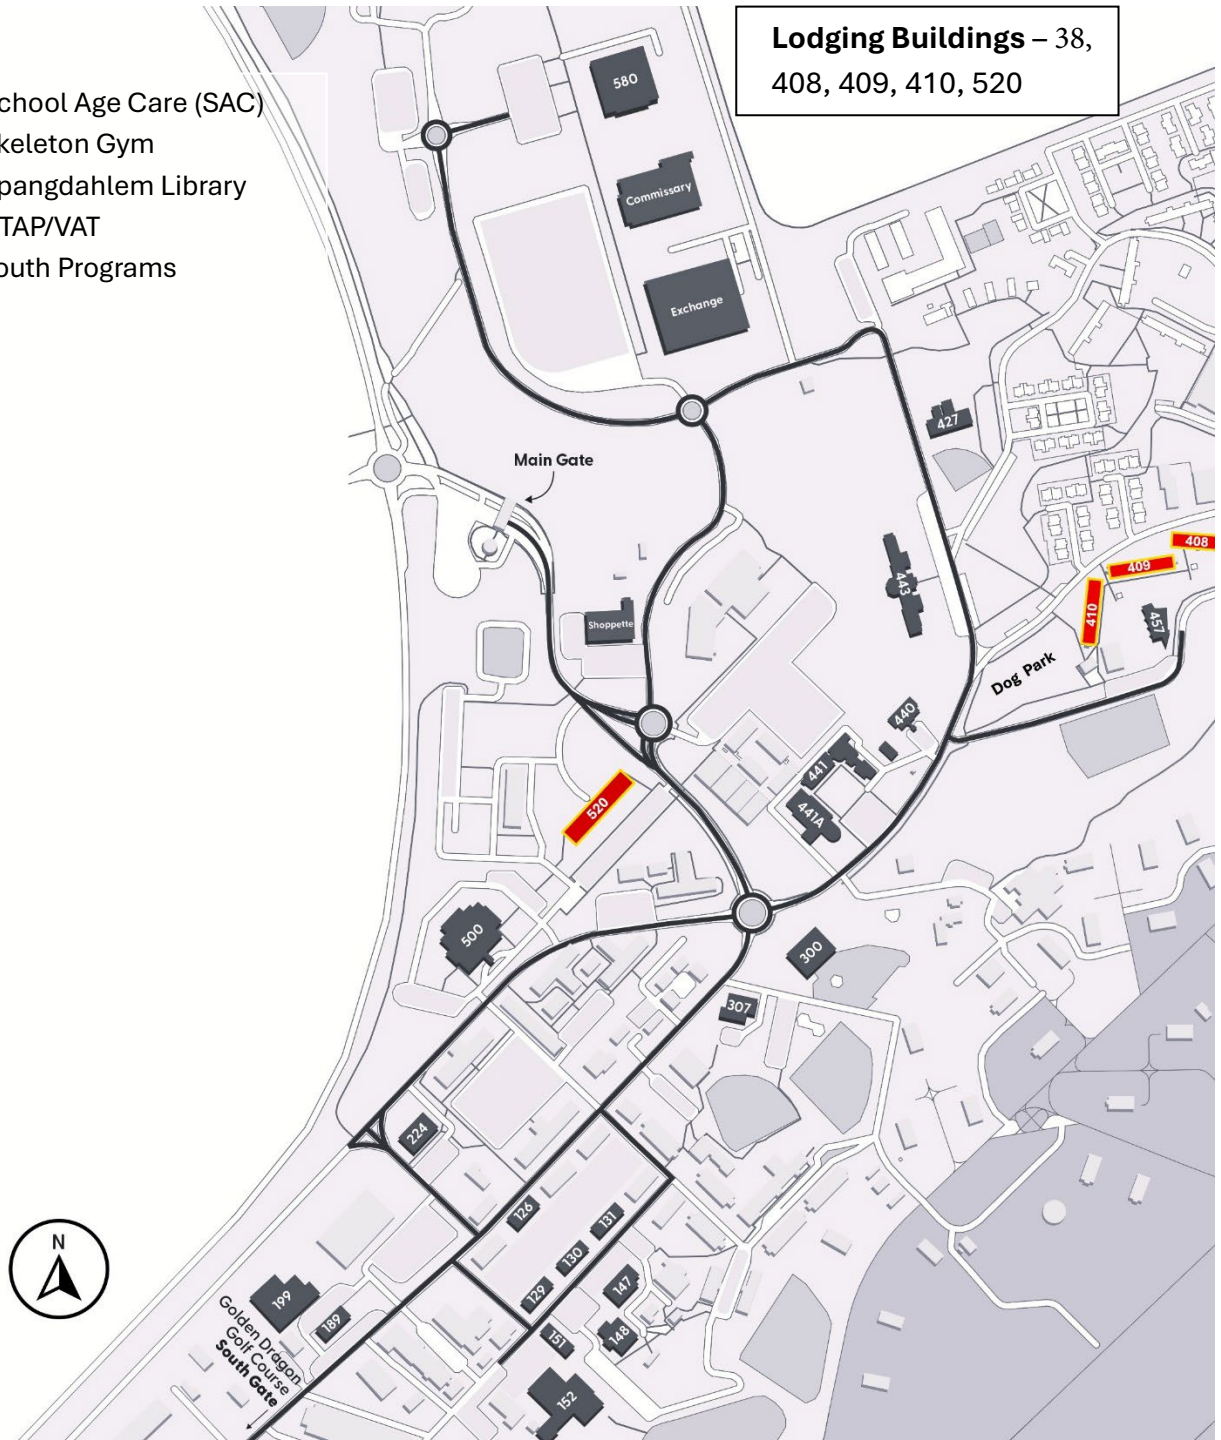 Lodging Buildings – 38,
408, 409, 410, 520
chool Age Care (SAC)
keleton Gym
pangdahlem Library
TAP/VAT
outh Programs
580
Commissary
Exchange
427
Main Gate
408
409
410
443
457
Shoppette
Dog Park
440
441
441A
520
500
300
307
224
126
131
130
129
147
148
151
152
N
199
189
Golden Dragon
Golf Course
South Gate